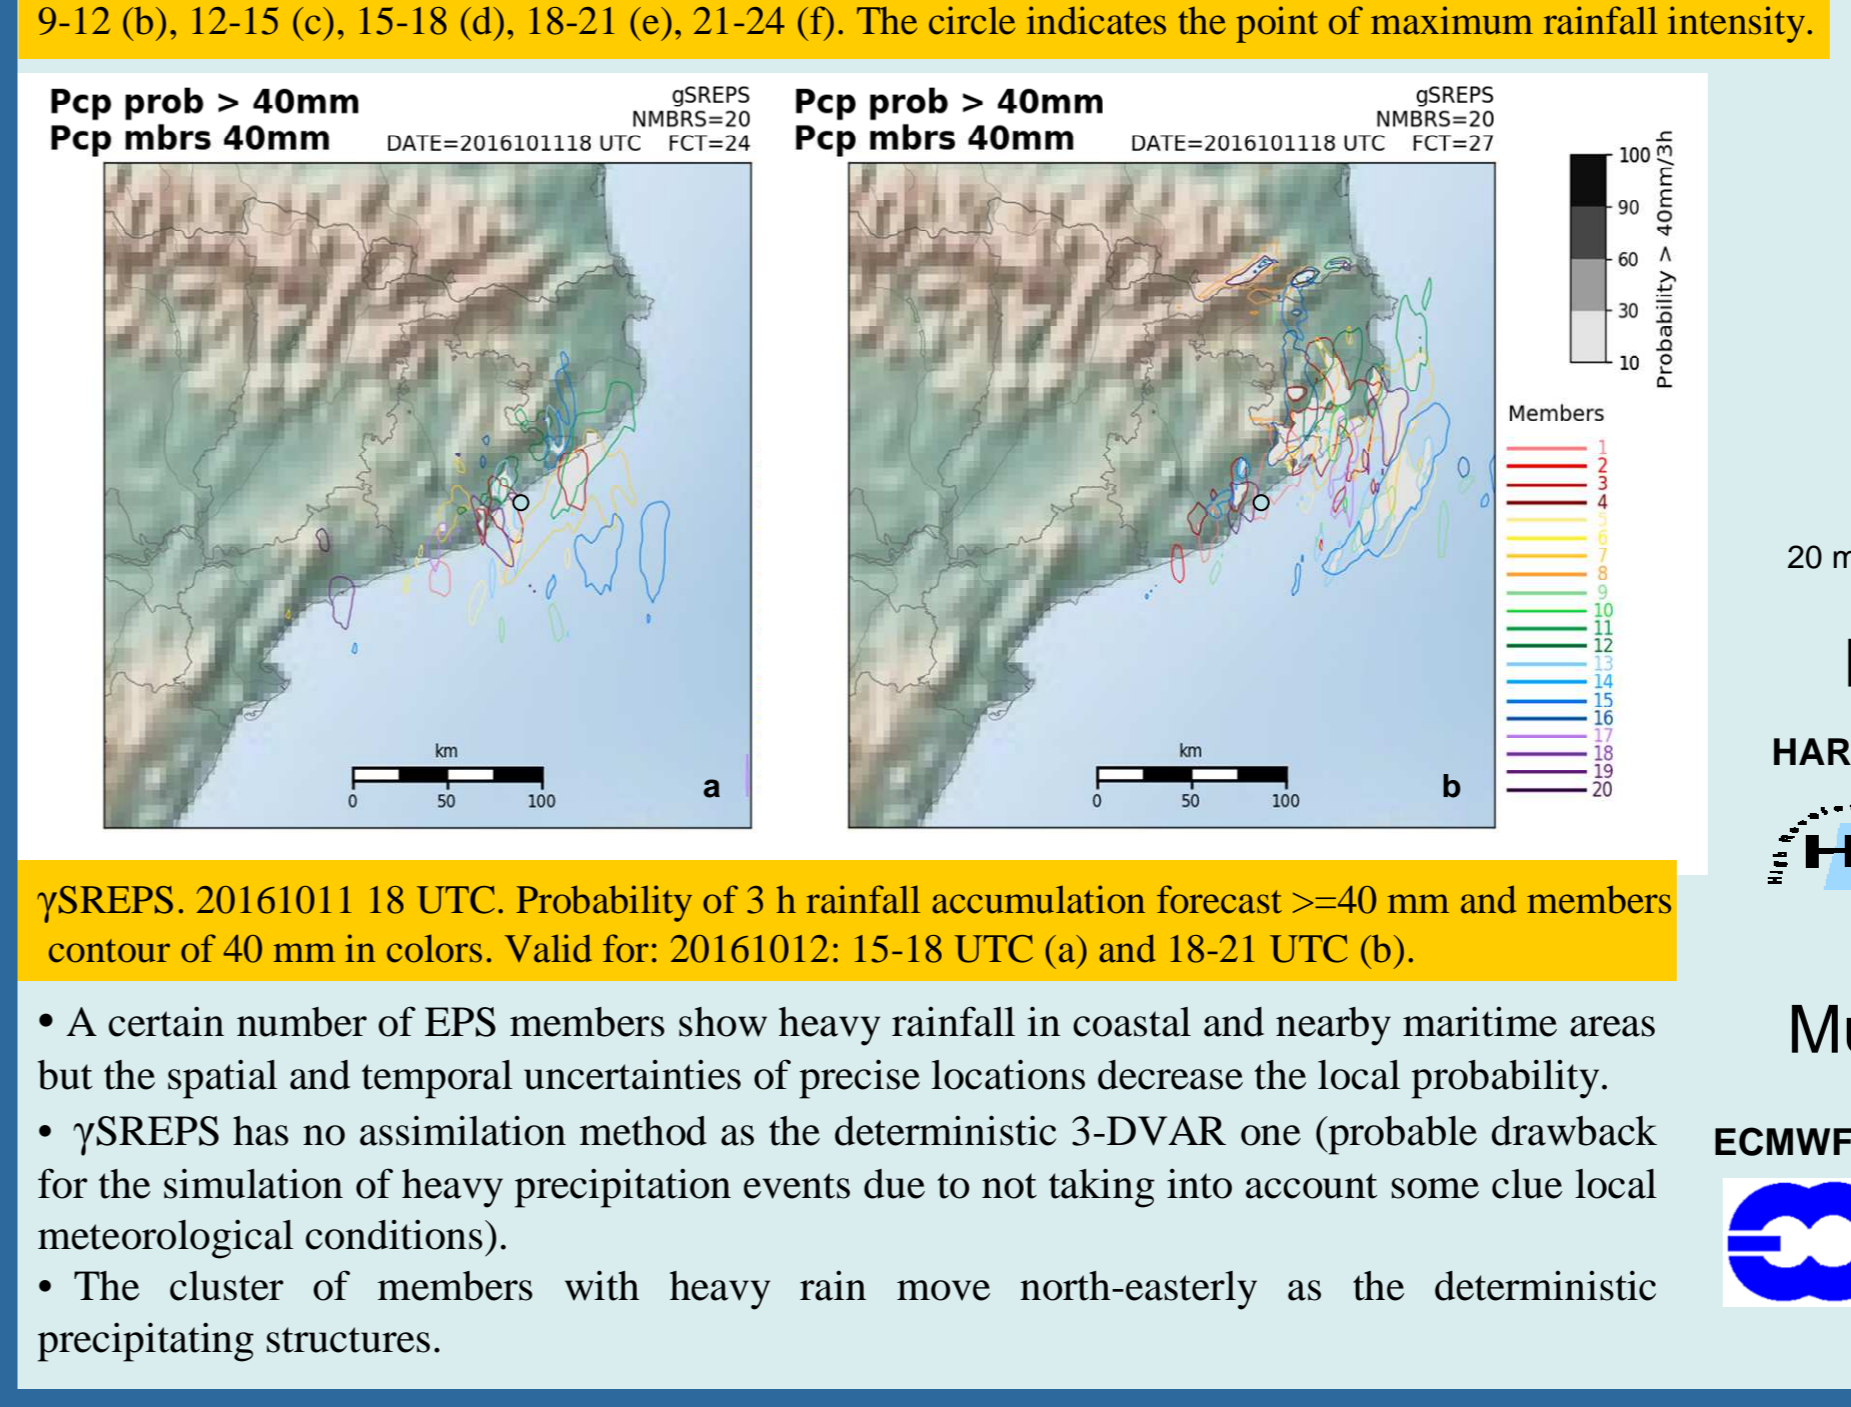 9-12 (b), 12-15 (c), 15-18 (d), 18-21 (e), 21-24 (f). The circle indicates the point of maximum rainfall intensity.
Pcp prob > 40mm
Pcp mbrs 40mm
gSREPS
NMBRS=20
DATE=2016101118 UTC FCT=24
km
0 50 100
a
Pcp prob > 40mm
Pcp mbrs 40mm
gSREPS
NMBRS=20
DATE=2016101118 UTC FCT=27
km
0 50 100
b
100
90
60
30
10
Probability > 40mm/3h
Members
1
2
3
4
5
6
7
8
9
10
11
12
13
14
15
16
17
18
19
20
γSREPS. 20161011 18 UTC. Probability of 3 h rainfall accumulation forecast >=40 mm and members
contour of 40 mm in colors. Valid for: 20161012: 15-18 UTC (a) and 18-21 UTC (b).
• A certain number of EPS members show heavy rainfall in coastal and nearby maritime areas
but the spatial and temporal uncertainties of precise locations decrease the local probability.
• γSREPS has no assimilation method as the deterministic 3-DVAR one (probable drawback
for the simulation of heavy precipitation events due to not taking into account some clue local
meteorological conditions).
• The cluster of members with heavy rain move north-easterly as the deterministic
precipitating structures.
20 m
HAR
High
H
Mu
ECMWF